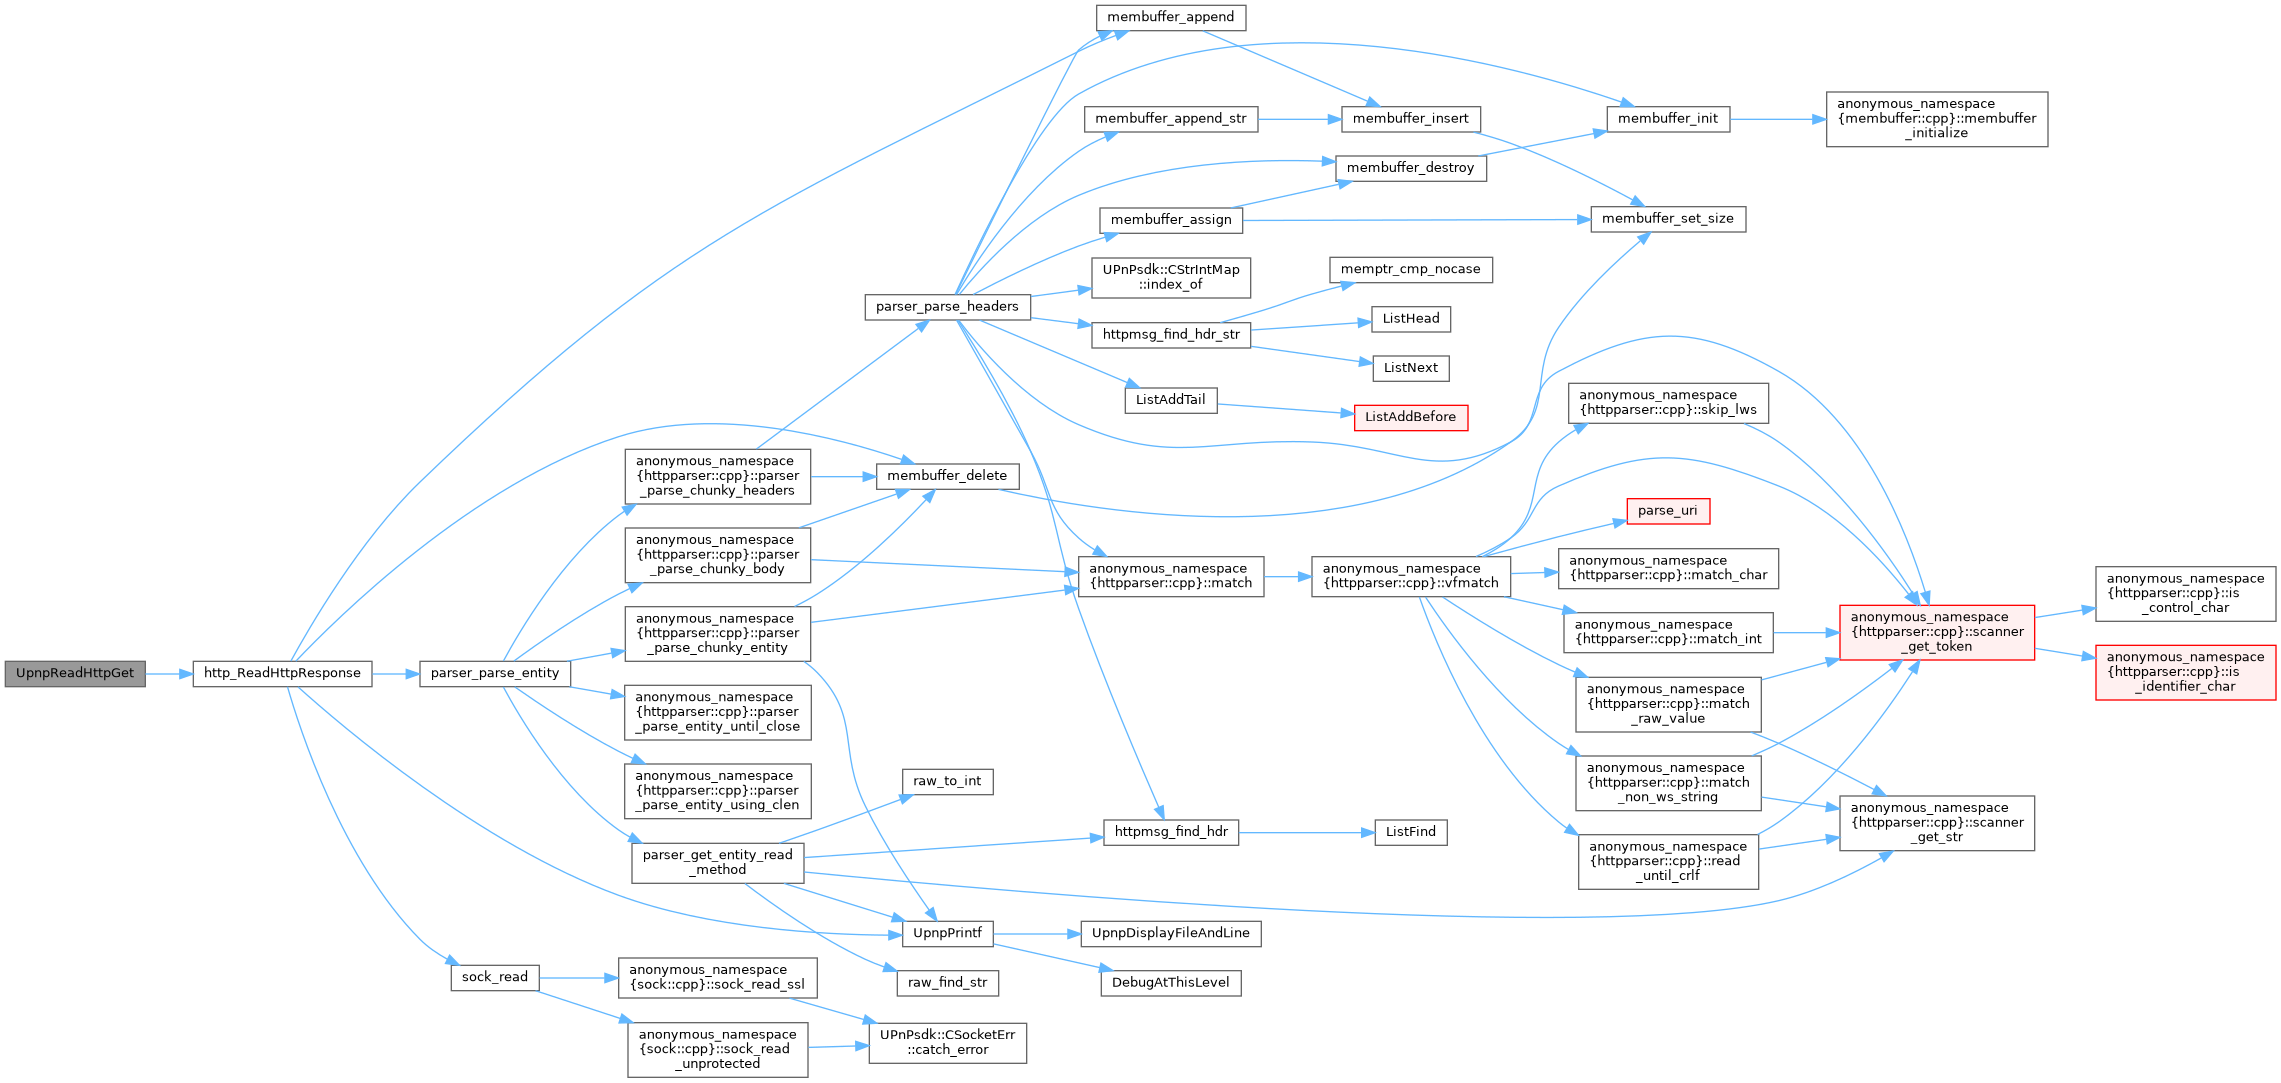 UpnpReadHttpGet
http_ReadHttpResponse
parser_parse_entity
sock_read
anonymous_namespace
{httpparser::cpp}::parser
_parse_chunky_headers
anonymous_namespace
{httpparser::cpp}::parser
_parse_chunky_body
anonymous_namespace
{httpparser::cpp}::parser
_parse_chunky_entity
anonymous_namespace
{httpparser::cpp}::parser
_parse_entity_until_close
anonymous_namespace
{httpparser::cpp}::parser
_parse_entity_using_clen
parser_get_entity_read
_method
anonymous_namespace
{sock::cpp}::sock_read_ssl
anonymous_namespace
{sock::cpp}::sock_read
_unprotected
parser_parse_headers
membuffer_delete
raw_to_int
UpnpPrintf
raw_find_str
UPnPsdk::CSocketErr
::catch_error
membuffer_append
membuffer_append_str
membuffer_assign
UPnPsdk::CStrIntMap
::index_of
httpmsg_find_hdr_str
ListAddTail
anonymous_namespace
{httpparser::cpp}::match
httpmsg_find_hdr
UpnpDisplayFileAndLine
DebugAtThisLevel
membuffer_insert
membuffer_destroy
memptr_cmp_nocase
ListHead
ListNext
ListAddBefore
anonymous_namespace
{httpparser::cpp}::vfmatch
ListFind
membuffer_init
membuffer_set_size
anonymous_namespace
{httpparser::cpp}::skip_lws
parse_uri
anonymous_namespace
{httpparser::cpp}::match_char
anonymous_namespace
{httpparser::cpp}::match_int
anonymous_namespace
{httpparser::cpp}::match
_raw_value
anonymous_namespace
{httpparser::cpp}::match
_non_ws_string
anonymous_namespace
{httpparser::cpp}::read
_until_crlf
anonymous_namespace
{membuffer::cpp}::membuffer
_initialize
anonymous_namespace
{httpparser::cpp}::scanner
_get_token
anonymous_namespace
{httpparser::cpp}::scanner
_get_str
anonymous_namespace
{httpparser::cpp}::is
_control_char
anonymous_namespace
{httpparser::cpp}::is
_identifier_char